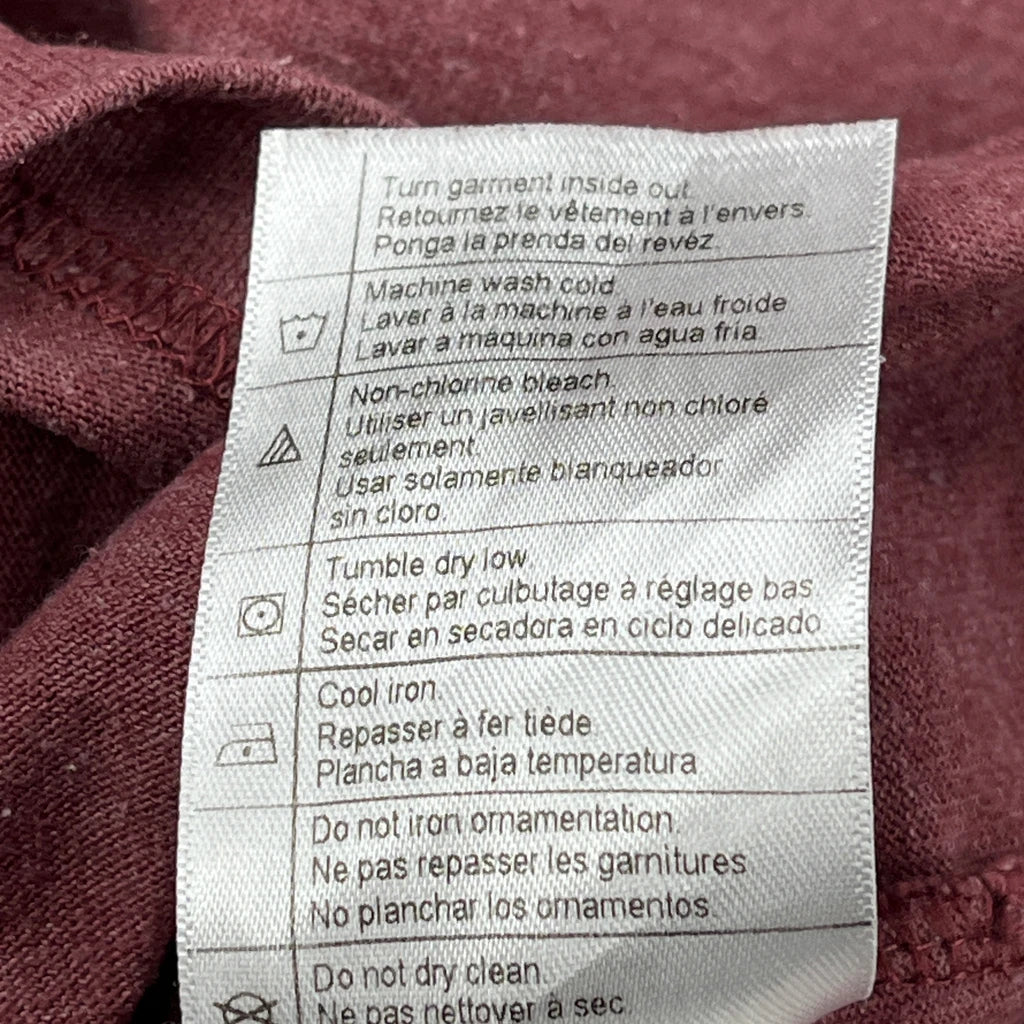 Turn garment inside out
Retournez le vêtement à l'envers.
Ponga la prenda del revéz.
Machine wash cold
Laver à la machine à l'eau froide
Lavar a máquina con agua fria
Non-chlorine bleach.
Utiliser un javellisant non chloré
seulement.
Usar solamente blanqueador
sin cloro
Tumble dry low
Sécher par culbutage à réglage bas
Secar en secadora en ciclo delicado
Cool iron.
Repasser à fer tiède
Plancha a baja temperatura
Do not iron ornamentation.
Ne pas repasser les garnitures
No planchar los ornamentos.
Do not dry clean.
Ne pas nettoyer à sec.